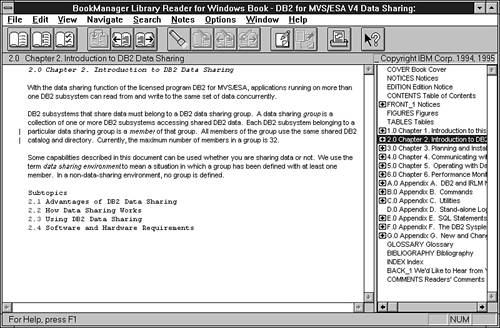 BookManager Library Reader for Windows Book - DB2 for MVS/ESA V4 Data Sharing:
File Edit View Navigate Search Notes Options Window Help
2.0 Chapter 2. Introduction to DB2 Data Sharing
Copyright IBM Corp. 1994, 1995
2.0 Chapter 2. Introduction to DB2 Data Sharing
With the data sharing function of the licensed program DB2 for MVS/ESA, applications running on more than
one DB2 subsystem can read from and write to the same set of data concurrently.
DB2 subsystems that share data must belong to a DB2 data sharing group. A data sharing group is a
collection of one or more DB2 subsystems accessing shared DB2 data. Each DB2 subsystem belonging to a
| particular data sharing group is a member of that group. All members of the group use the same shared DB2
| catalog and directory. Currently, the maximum number of members in a group is 32.
Some capabilities described in this document can be used whether you are sharing data or not. We use the
term data sharing environment to mean a situation in which a group has been defined with at least one
member. In a non-data-sharing environment, no group is defined.
Subtopics
2.1 Advantages of DB2 Data Sharing
2.2 How Data Sharing Works
2.3 Using DB2 Data Sharing
2.4 Software and Hardware Requirements
COVER Book Cover
NOTICES Notices
EDITION Edition Notice
CONTENTS Table of Contents
FRONT_1 Notices
FIGURES Figures
TABLES Tables
1.0 Chapter 1. Introduction to this
2.0 Chapter 2. Introduction to DB2
3.0 Chapter 3. Planning and Instal
4.0 Chapter 4. Communicating wit
5.0 Chapter 5. Operating with Da
6.0 Chapter 6. Performance Monit
A.0 Appendix A. DB2 and IRLM N
B.0 Appendix B. Commands
C.0 Appendix C. Utilities
D.0 Appendix D. Stand-alone Log
E.0 Appendix E. SQL Statements
F.0 Appendix F. The DB2 Sysple
G.0 Appendix G. New and Chang
GLOSSARY Glossary
BIBLIOGRAPHY Bibliography
INDEX Index
BACK_1 We'd Like to Hear from Y
COMMENTS Readers' Comments
For Help, press F1
NUM